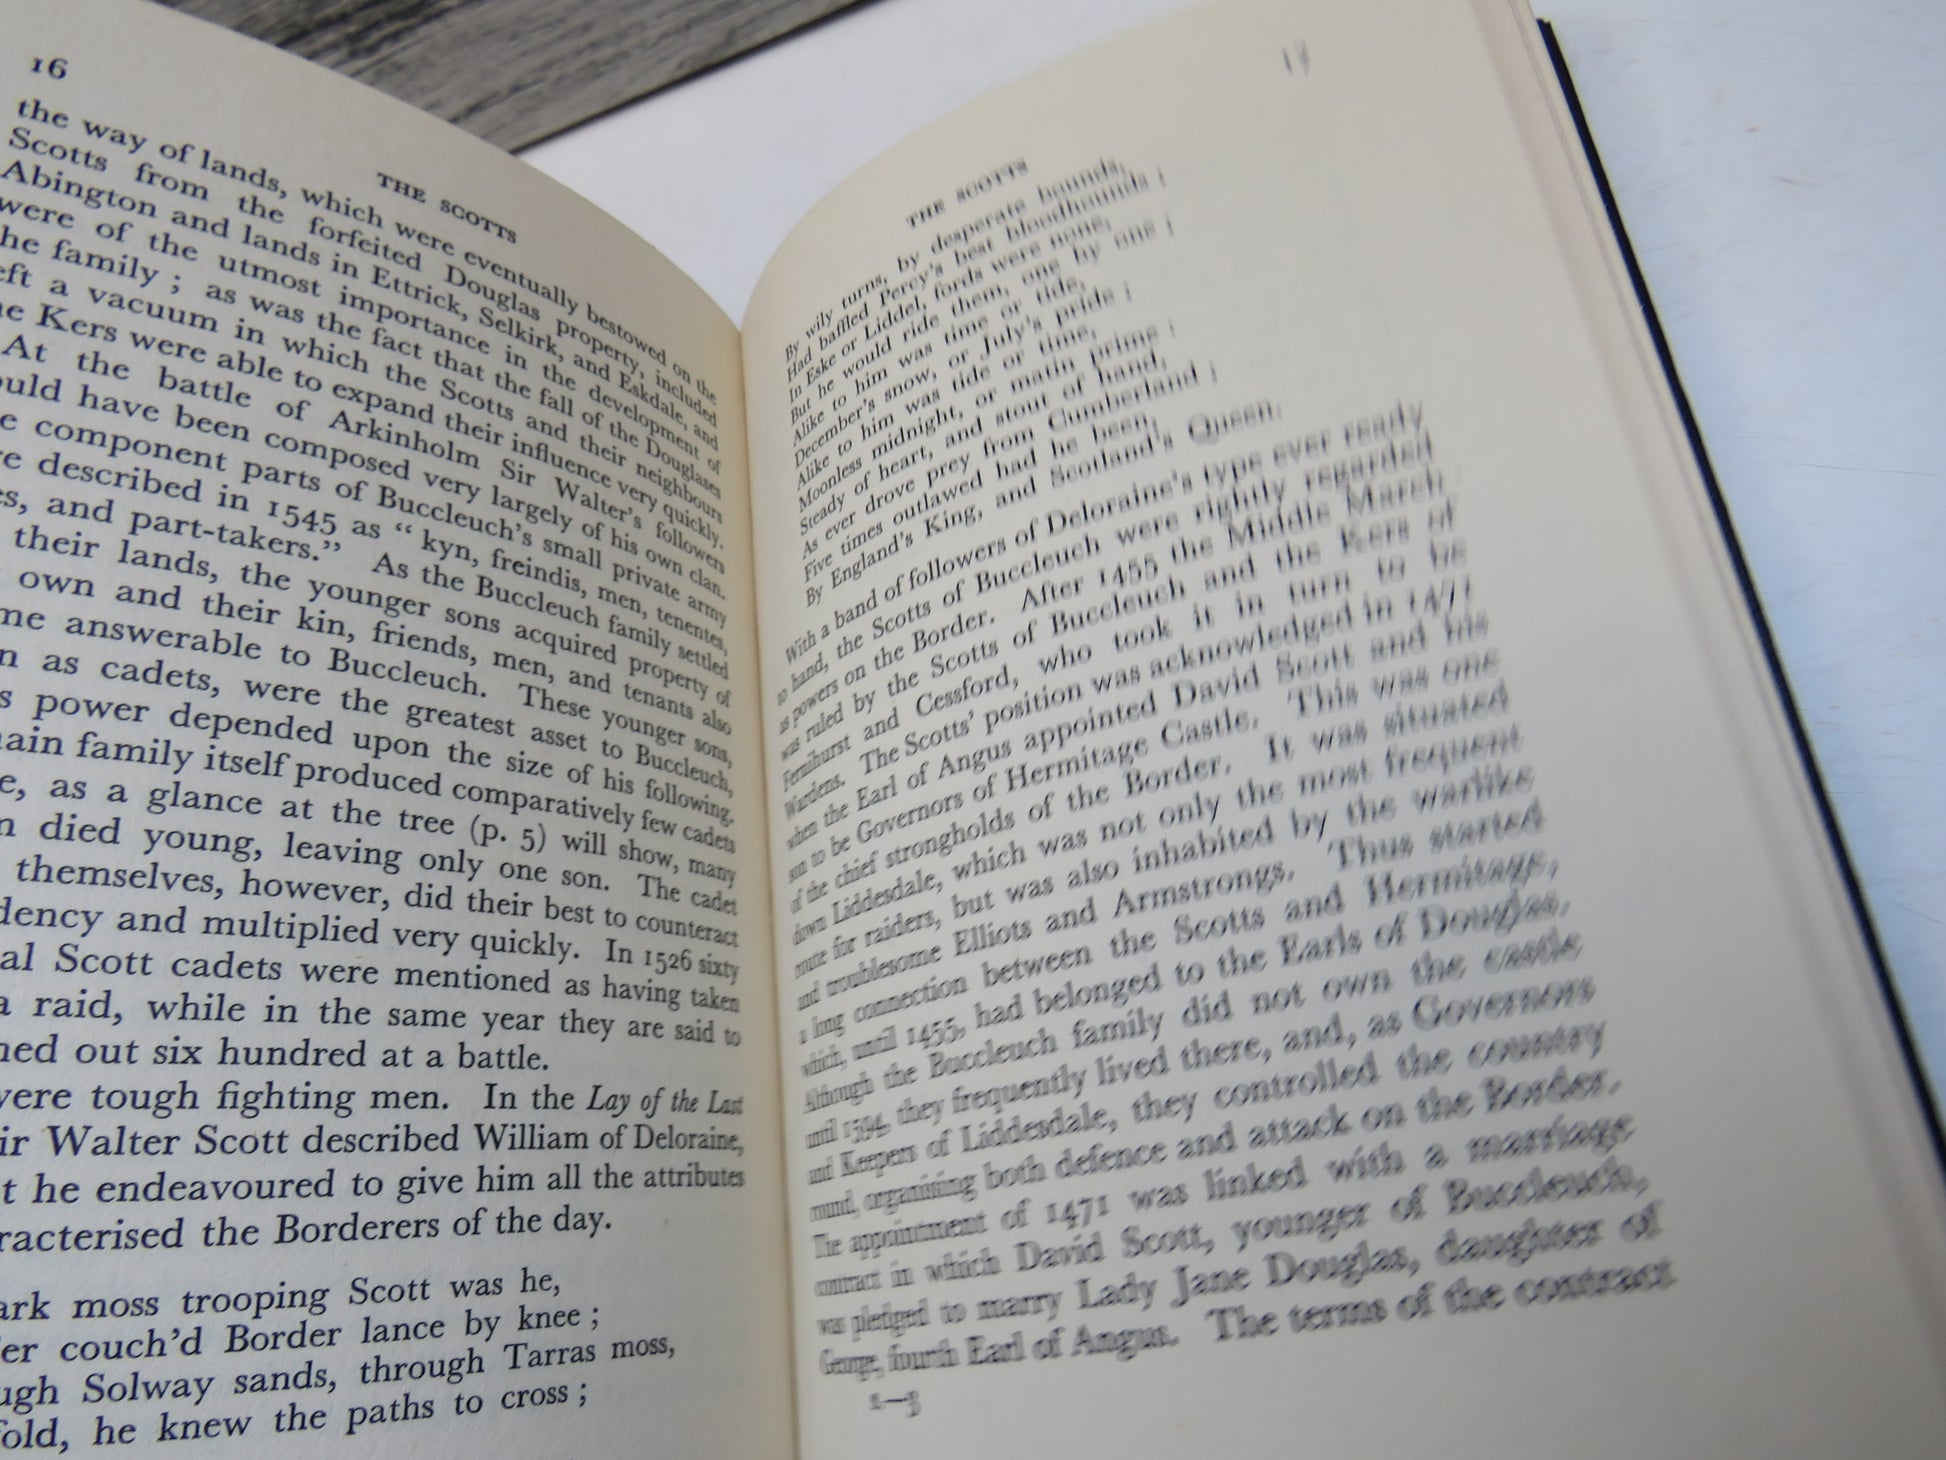 16
THE SCOTTS
the way of lands, which were eventually bestowed on the
Scotts from the forfeited Douglas property, included
Abington and lands in Ettrick, Selkirk, and Eskdale, and
were of the utmost importance in the development of
he family ; as was the fact that the fall of the Douglases
eft a vacuum in which the Scotts and their neighbours
he Kers were able to expand their influence very quickly.
At the battle of Arkinholm Sir Walter's followers
ould have been composed very largely of his own clan.
e component parts of Buccleuch's small private army
re described in 1545 as “ kyn, freindis, men, tenentes,
es, and part-takers.” As the Buccleuch family settled
their lands, the younger sons acquired property of
own and their kin, friends, men, and tenants also
me answerable to Buccleuch. These younger sons,
n as cadets, were the greatest asset to Buccleuch,
s power depended upon the size of his following.
ain family itself produced comparatively few cadets
e, as a glance at the tree (p. 5) will show, many
n died young, leaving only one son. The cadet
themselves, however, did their best to counteract
dency and multiplied very quickly. In 1526 sixty
al Scott cadets were mentioned as having taken
a raid, while in the same year they are said to
ned out six hundred at a battle.
were tough fighting men. In the Lay of the Last
ir Walter Scott described William of Deloraine,
t he endeavoured to give him all the attributes
racterised the Borderers of the day.
ark moss trooping Scott was he,
er couch'd Border lance by knee ;
ugh Solway sands, through Tarras moss,
fold, he knew the paths to cross ;
THE SCOTTS
17
By wily turns, by desperate bounds,
Had baffled Percy's best bloodhounds ;
In Eske or Liddel, fords were none,
But he would ride them, one by one ;
Alike to him was time or tide,
December's snow, or July's pride ;
Alike to him was tide or time,
Moonless midnight, or matin prime ;
Steady of heart, and stout of hand,
As ever drove prey from Cumberland ;
Five times outlawed had he been,
By England's King, and Scotland's Queen.
With a band of followers of Deloraine's type ever ready
to hand, the Scotts of Buccleuch were rightly regarded
as powers on the Border. After 1455 the Middle March
was ruled by the Scotts of Buccleuch and the Kers of
Fernihurst and Cessford, who took it in turn to be
Wardens. The Scotts' position was acknowledged in 1471
when the Earl of Angus appointed David Scott and his
son to be Governors of Hermitage Castle. This was one
of the chief strongholds of the Border. It was situated
down Liddesdale, which was not only the most frequent
route for raiders, but was also inhabited by the warlike
and troublesome Elliots and Armstrongs. Thus started
a long connection between the Scotts and Hermitage,
which, until 1455, had belonged to the Earls of Douglas.
Although the Buccleuch family did not own the castle
until 1594, they frequently lived there, and, as Governors
and Keepers of Liddesdale, they controlled the country
round, organising both defence and attack on the Border.
The appointment of 1471 was linked with a marriage
contract in which David Scott, younger of Buccleuch,
was pledged to marry Lady Jane Douglas, daughter of
George, fourth Earl of Angus. The terms of the contract
2—3